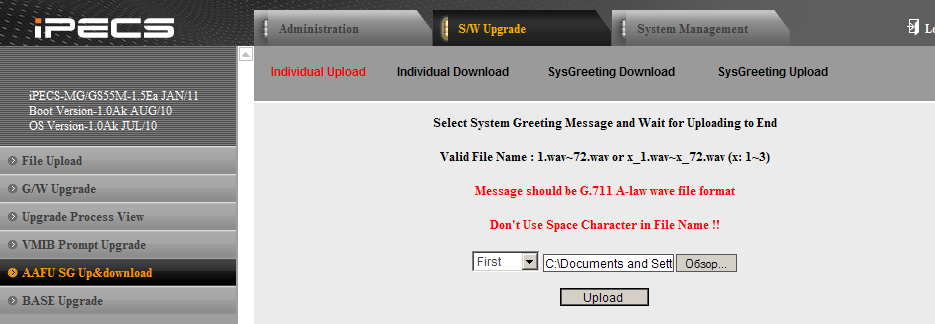 iPECS
Administration
S/W Upgrade
System Management
Individual Upload
Individual Download
SysGreeting Download
SysGreeting Upload
iPECS-MG/GS55M-1.5Ea JAN/11
Boot Version-1.0Ak AUG/10
OS Version-1.0Ak JUL/10
File Upload
G/W Upgrade
Upgrade Process View
VMIB Prompt Upgrade
AAFU SG Up&download
BASE Upgrade
Select System Greeting Message and Wait for Uploading to End
Valid File Name : 1.wav~72.wav or x_1.wav~x_72.wav (x: 1~3)
Message should be G.711 A-law wave file format
Don't Use Space Character in File Name !!
First
C:\Documents and Sett
Обзор...
Upload